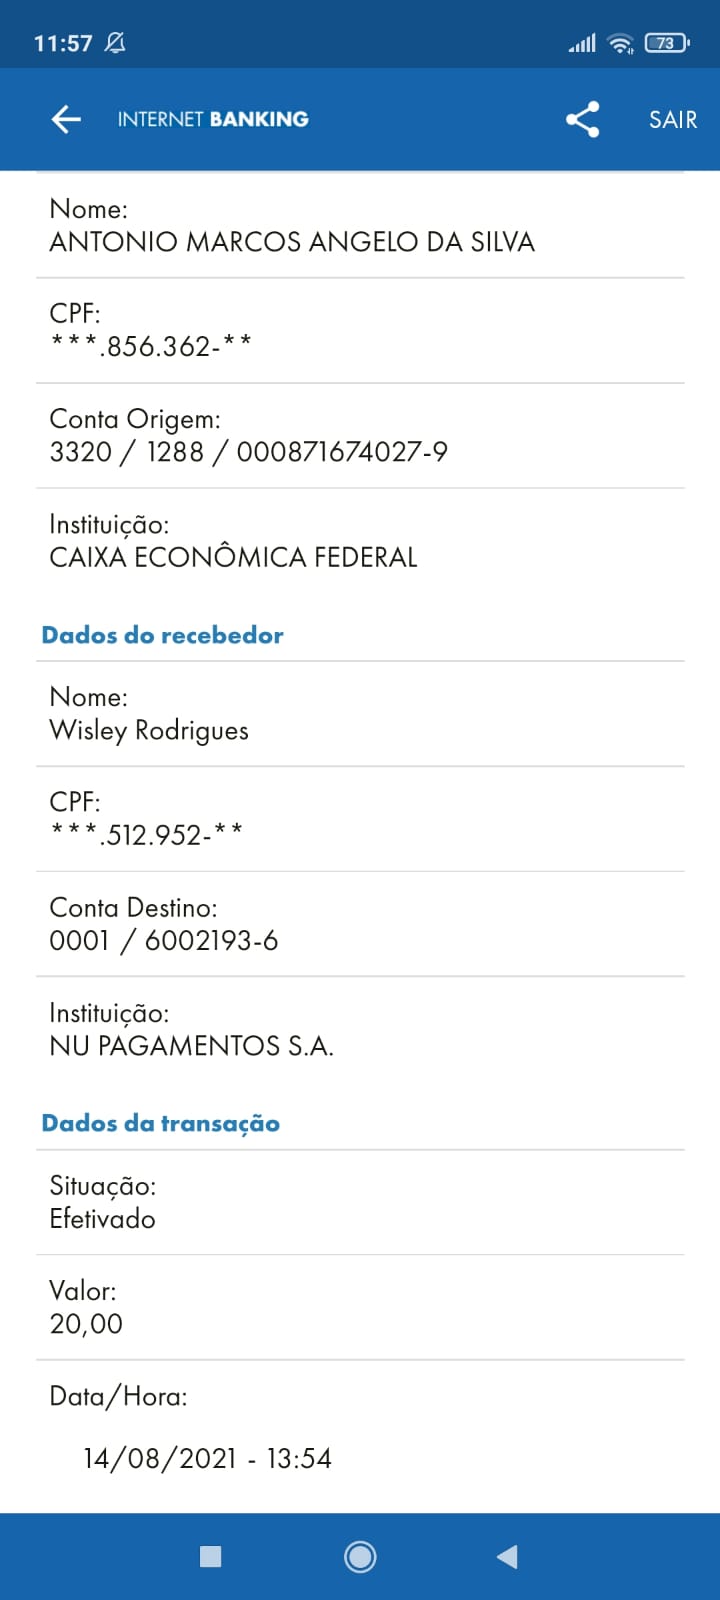 11:57
73
INTERNET BANKING
SAIR
Nome:
ANTONIO MARCOS ANGELO DA SILVA
CPF:
***.856.362-**
Conta Origem:
3320 / 1288 / 000871674027-9
Instituição:
CAIXA ECONÔMICA FEDERAL
Dados do recebedor
Nome:
Wisley Rodrigues
CPF:
***.512.952-**
Conta Destino:
0001 / 6002193-6
Instituição:
NU PAGAMENTOS S.A.
Dados da transação
Situação:
Efetivado
Valor:
20,00
Data/Hora:
14/08/2021 - 13:54